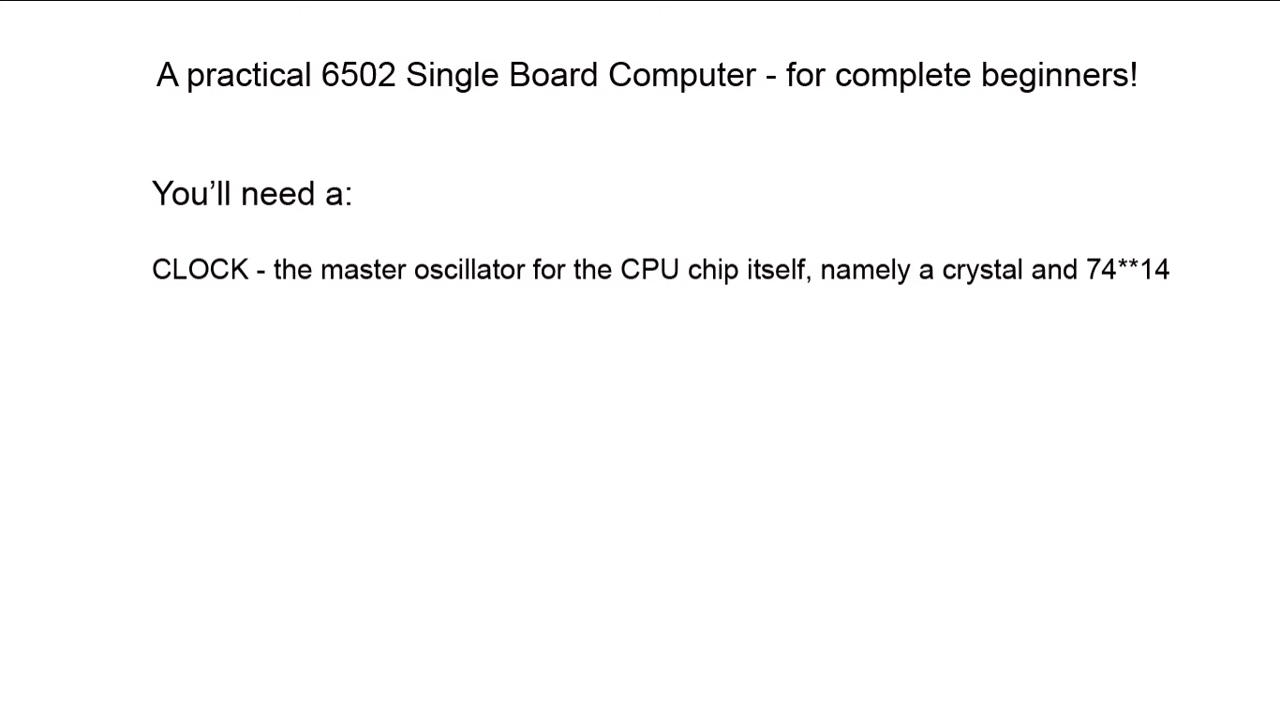 A practical 6502 Single Board Computer - for complete beginners!
You’ll need a:
CLOCK - the master oscillator for the CPU chip itself, namely a crystal and 74**14